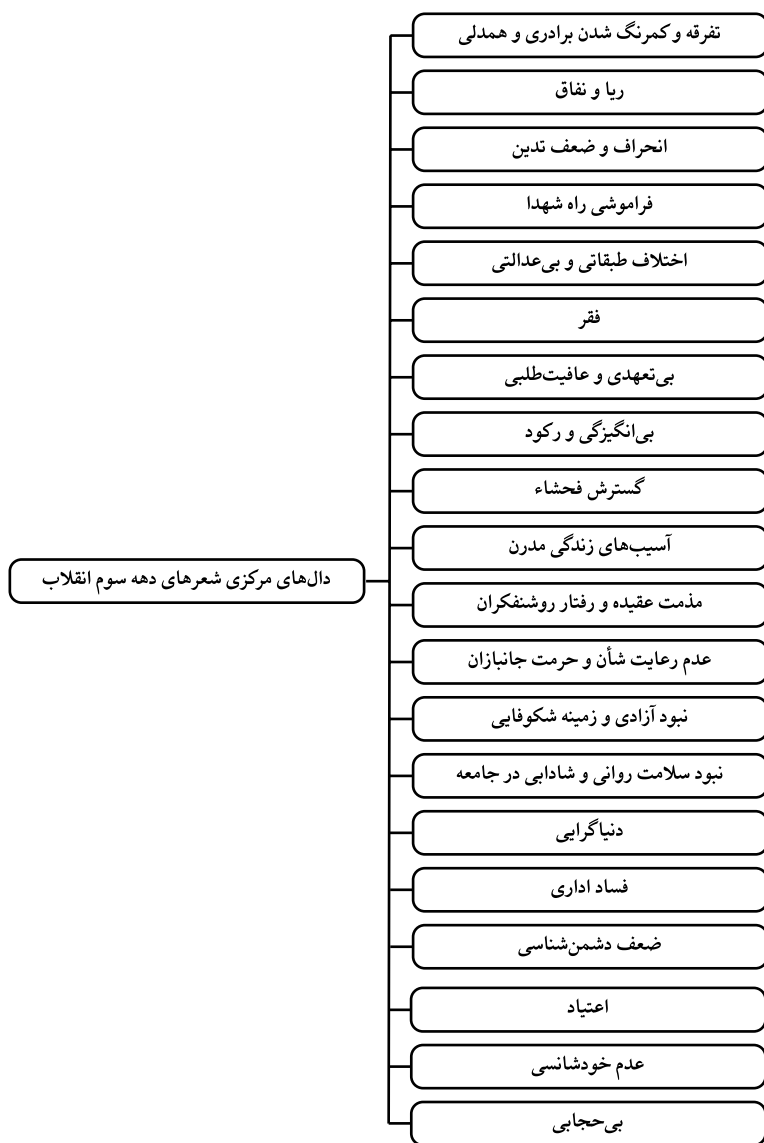 تفرقه و کمرنگ شدن برادری و همدلی
ریا و نفاق
انحراف و ضعف تدین
فراموشی راه شهدا
اختلاف طبقاتی و بی‌عدالتی
فقر
بی‌تعهدی و عافیت‌طلبی
بی‌انگیزگی و رکود
گسترش فحشاء
آسیب‌های زندگی مدرن
دال‌های مرکزی شعرهای دهه سوم انقلاب
مذمت عقیده و رفتار روشنفکران
عدم رعایت شأن و حرمت جانبازان
نبود آزادی و زمینه شکوفایی
نبود سلامت روانی و شادابی در جامعه
دنیاگرایی
فساد اداری
ضعف دشمن‌شناسی
اعتیاد
عدم خودشانسی
بی‌حجابی